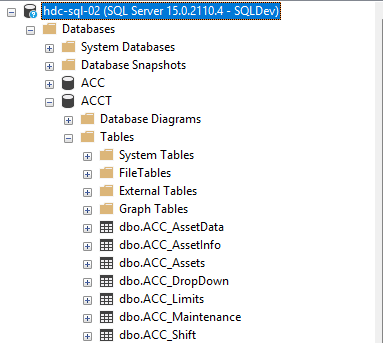 hdc-sql-02 (SQL Server 15.0.2110.4 - SQLDev)
Databases
System Databases
Database Snapshots
ACC
ACCT
Database Diagrams
Tables
System Tables
FileTables
External Tables
Graph Tables
dbo.ACC_AssetData
dbo.ACC_AssetInfo
dbo.ACC_Assets
dbo.ACC_DropDown
dbo.ACC_Limits
dbo.ACC_Maintenance
dbo.ACC_Shift